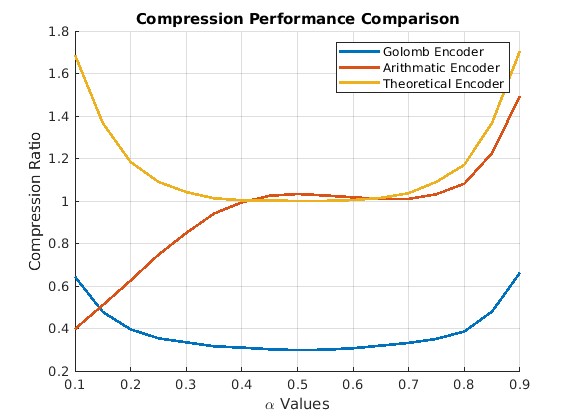 Compression Performance Comparison
1.8
1.6
1.4
1.2
1
0.8
0.6
0.4
0.2
Compression Ratio
Golomb Encoder
Arithmatic Encoder
Theoretical Encoder
0.1 0.2 0.3 0.4 0.5 0.6 0.7 0.8 0.9
α Values